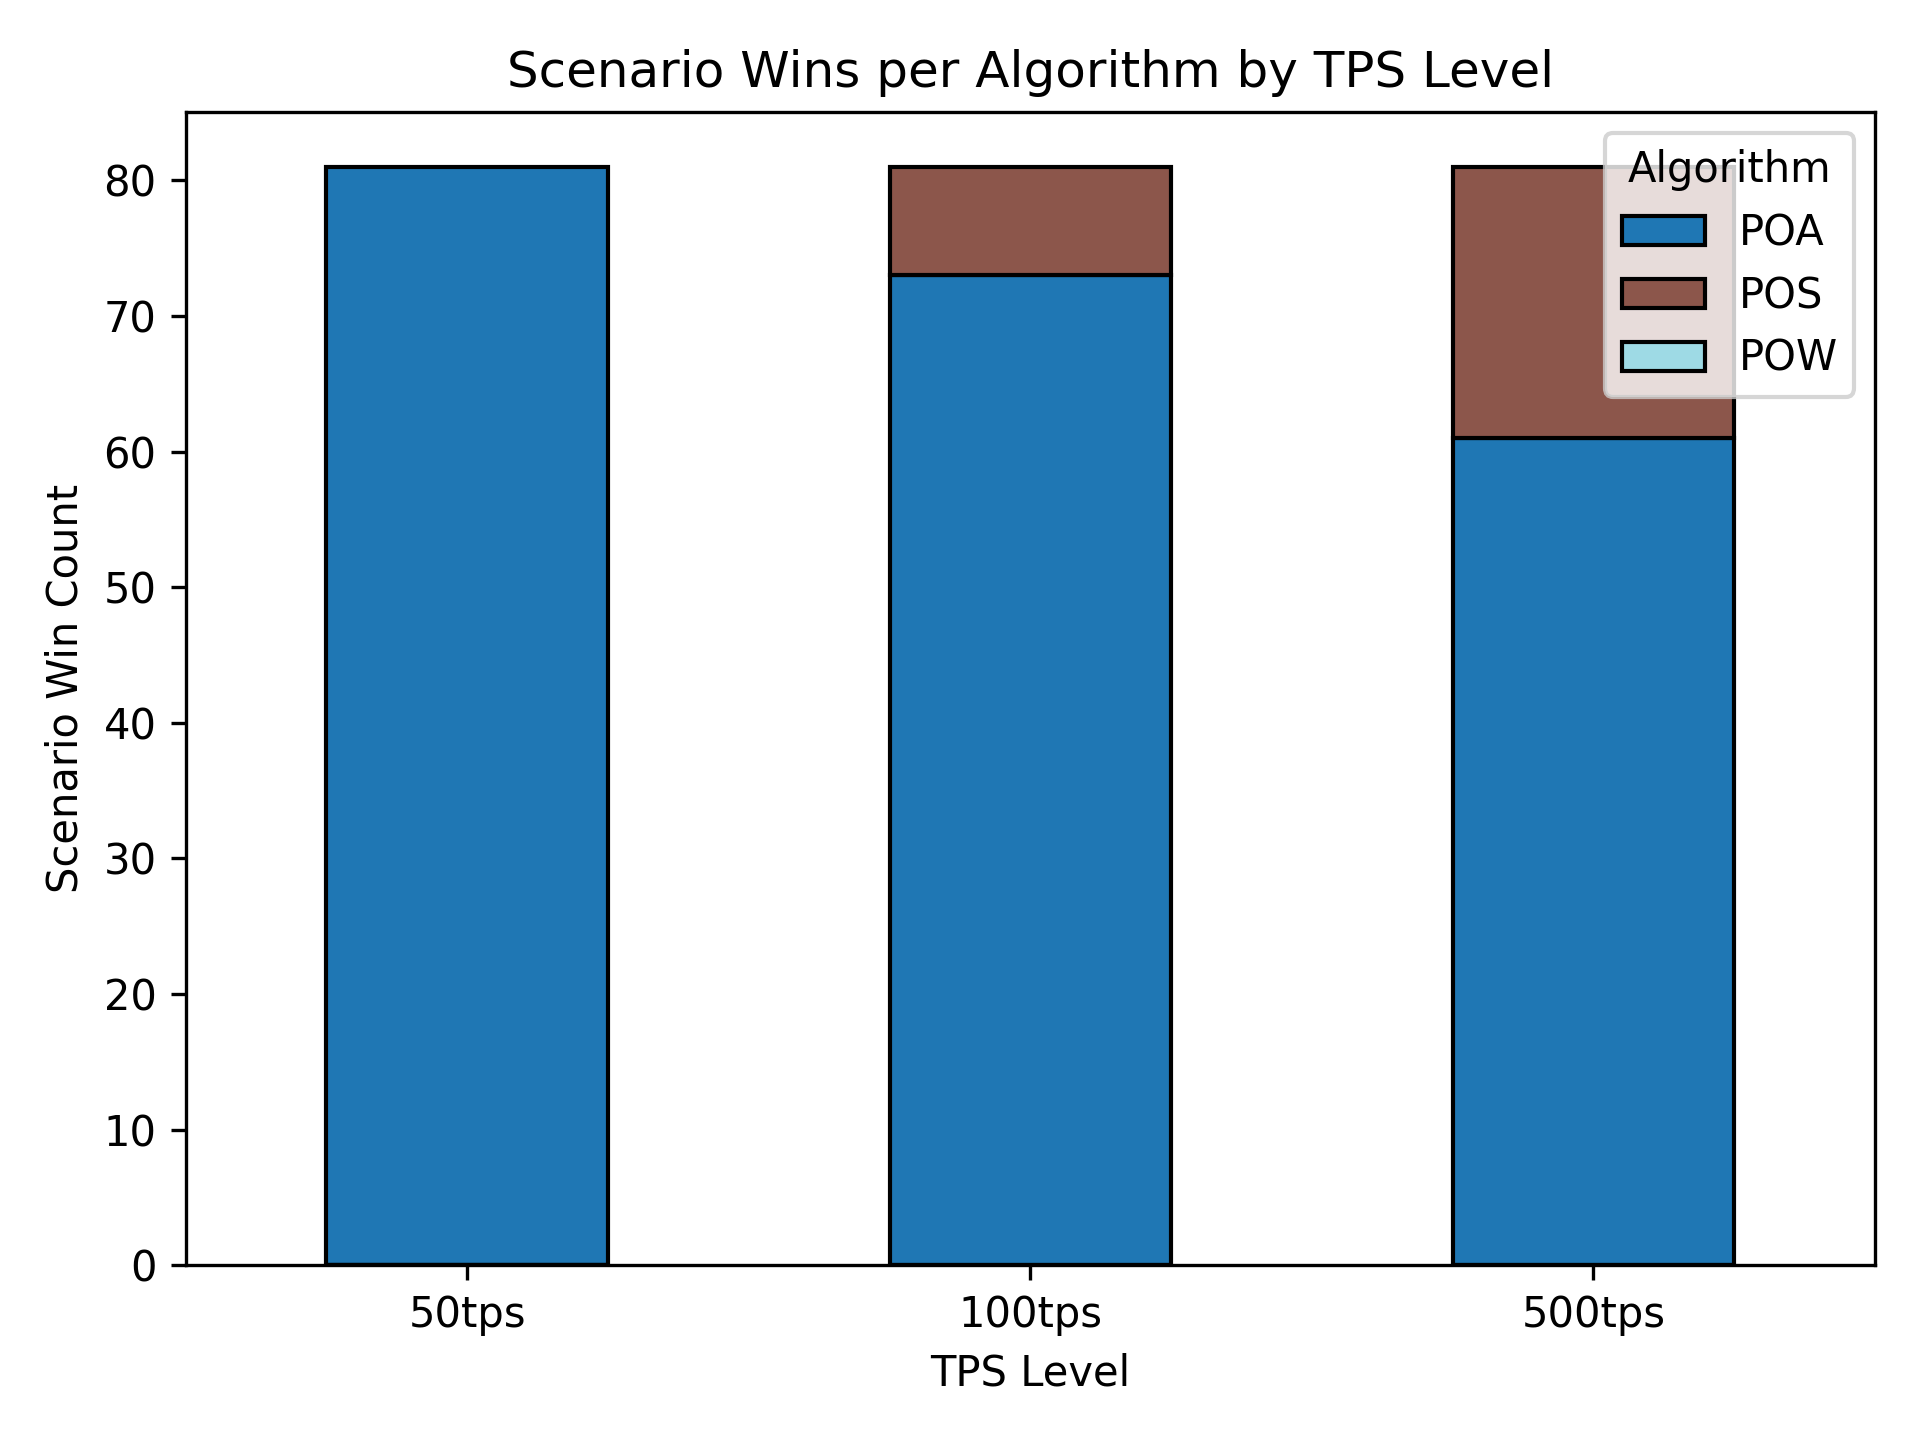 Scenario Wins per Algorithm by TPS Level
Algorithm
POA
POS
POW
Scenario Win Count
80
70
60
50
40
30
20
10
0
50tps
100tps
500tps
TPS Level